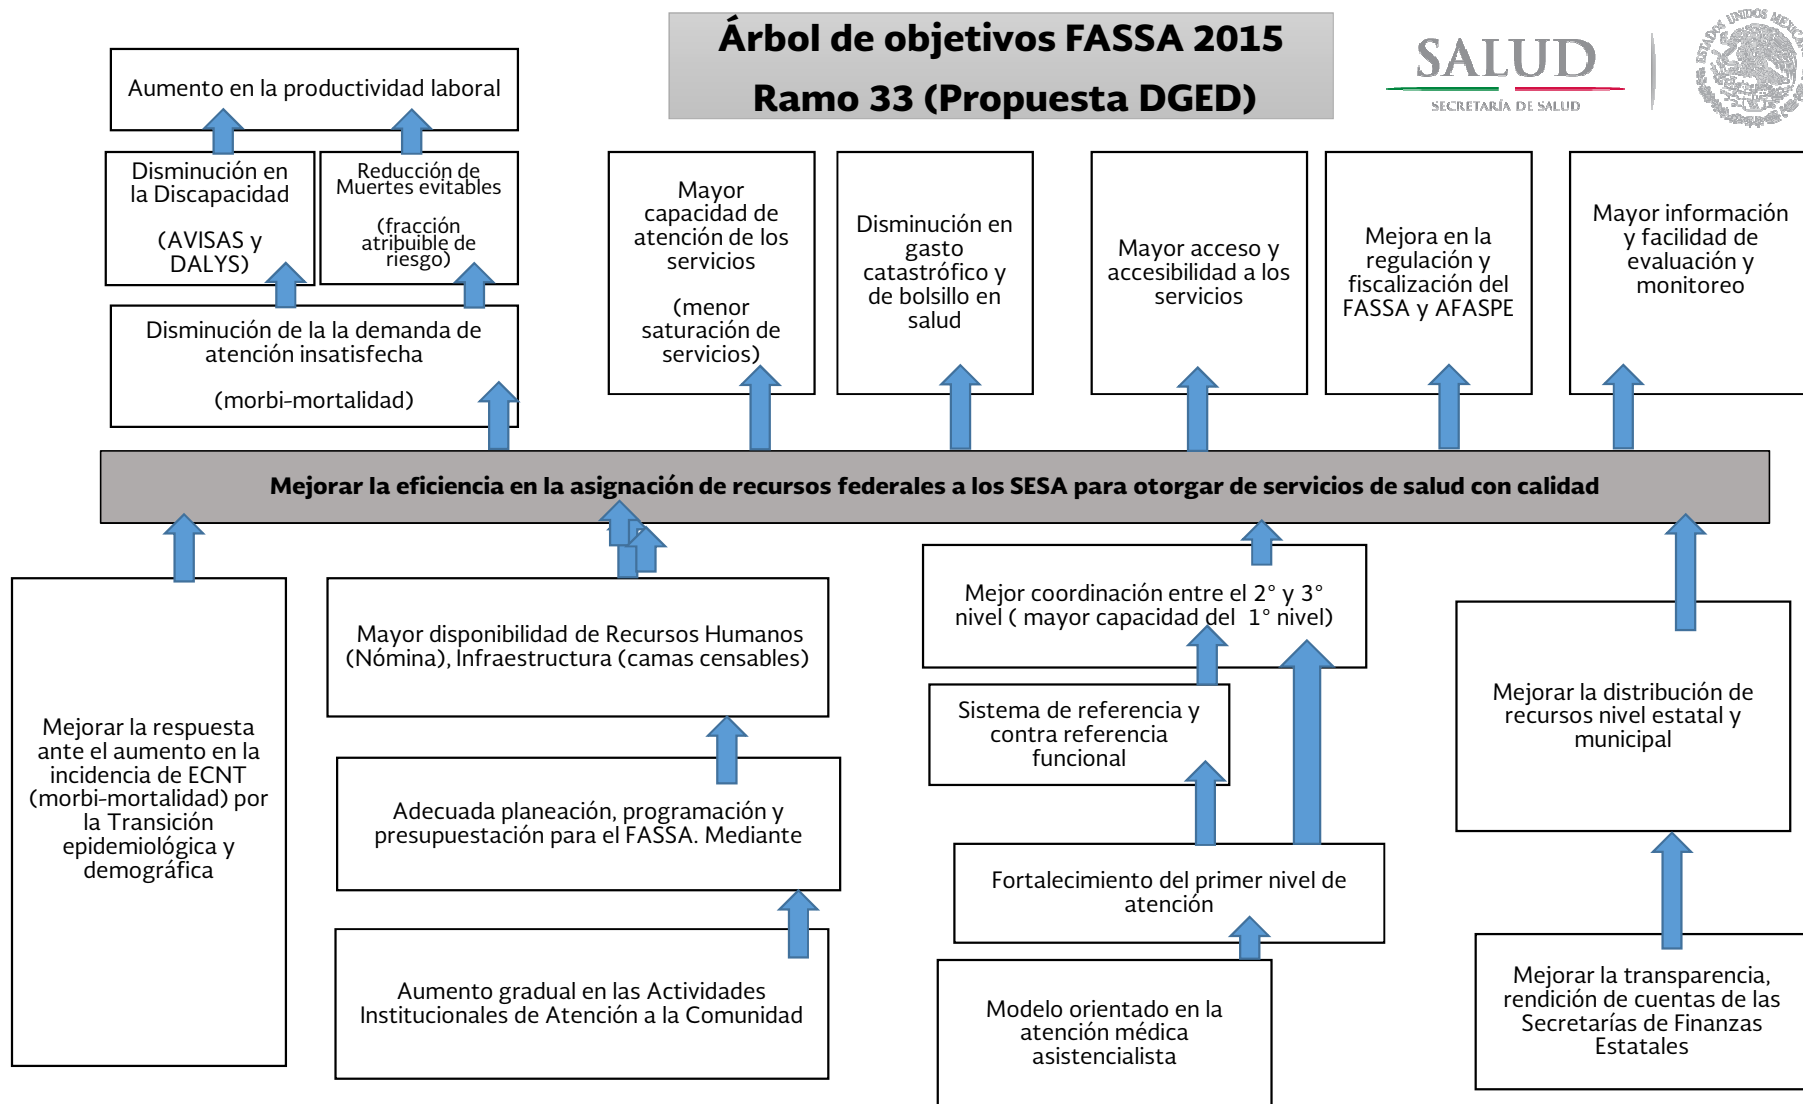 Árbol de objetivos FASSA 2015
Ramo 33 (Propuesta DGED)
SALUD
SECRETARÍA DE SALUD
ESTADOS UNIDOS MEXICANOS
Aumento en la productividad laboral
Disminución en
la Discapacidad
(AVISAS y
DALYS)
Reducción de
Muertes evitables
(fracción
atribuible de
riesgo)
Disminución de la la demanda de
atención insatisfecha
(morbi-mortalidad)
Mayor
capacidad de
atención de los
servicios
(menor
saturación de
servicios)
Disminución en
gasto
catastrófico y
de bolsillo en
salud
Mayor acceso y
accesibilidad a los
servicios
Mejora en la
regulación y
fiscalización del
FASSA y AFASPE
Mayor información
y facilidad de
evaluación y
monitoreo
Mejorar la eficiencia en la asignación de recursos federales a los SESA para otorgar de servicios de salud con calidad
Mejorar la respuesta
ante el aumento en la
incidencia de ECNT
(morbi-mortalidad) por
la Transición
epidemiológica y
demográfica
Mayor disponibilidad de Recursos Humanos
(Nómina), Infraestructura (camas censables)
Adecuada planeación, programación y
presupuestación para el FASSA. Mediante
Aumento gradual en las Actividades
Institucionales de Atención a la Comunidad
Mejor coordinación entre el 2° y 3°
nivel ( mayor capacidad del 1° nivel)
Sistema de referencia y
contra referencia
funcional
Fortalecimiento del primer nivel de
atención
Modelo orientado en la
atención médica
asistencialista
Mejorar la distribución de
recursos nivel estatal y
municipal
Mejorar la transparencia,
rendición de cuentas de las
Secretarías de Finanzas
Estatales